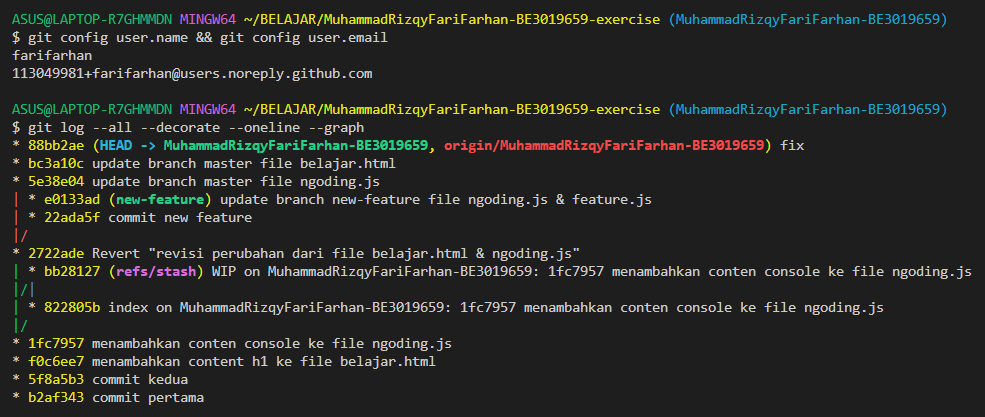 ASUS@LAPTOP-R7GHMMDN MINGW64 ~/BELAJAR/MuhammadRizqyFariFarhan-BE3019659-exercise (MuhammadRizqyFariFarhan-BE3019659)
$ git config user.name && git config user.email
farifarhan
113049981+farifarhan@users.noreply.github.com
ASUS@LAPTOP-R7GHMMDN MINGW64 ~/BELAJAR/MuhammadRizqyFariFarhan-BE3019659-exercise (MuhammadRizqyFariFarhan-BE3019659)
$ git log --all --decorate --oneline --graph
* 88bb2ae (HEAD -> MuhammadRizqyFariFarhan-BE3019659, origin/MuhammadRizqyFariFarhan-BE3019659) fix
* bc3a10c update branch master file belajar.html
* 5e38e04 update branch master file ngoding.js
| * e0133ad (new-feature) update branch new-feature file ngoding.js & feature.js
| * 22ada5f commit new feature
|/
* 2722ade Revert "revisi perubahan dari file belajar.html & ngoding.js"
| * bb28127 (refs/stash) WIP on MuhammadRizqyFariFarhan-BE3019659: 1fc7957 menambahkan conten console ke file ngoding.js
|/|
| * 822805b index on MuhammadRizqyFariFarhan-BE3019659: 1fc7957 menambahkan conten console ke file ngoding.js
|/
* 1fc7957 menambahkan conten console ke file ngoding.js
* f0c6ee7 menambahkan content h1 ke file belajar.html
* 5f8a5b3 commit kedua
* b2af343 commit pertama